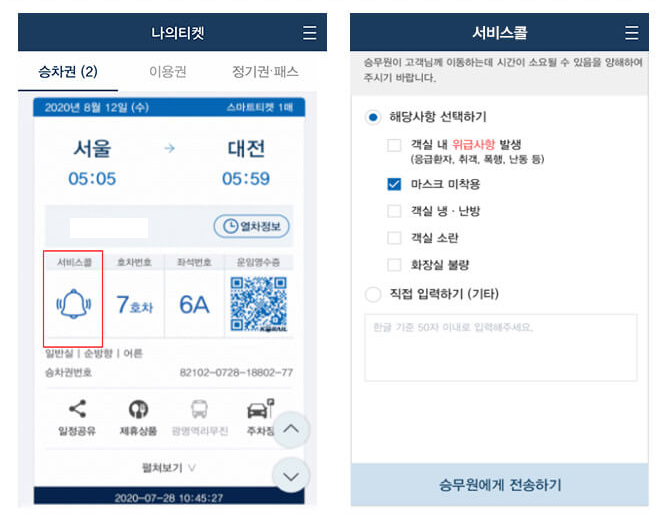 나의티켓
승차권 (2) 이용권 정기권·패스
2020년 8월 12일 (수) 스마트티켓 1매
서울 → 대전
05:05 05:59
열차정보
서비스콜 호차번호 좌석번호 운임영수증
7호차 6A
일반실 | 순방향 | 어른
승차권번호 82102-0728-18802-77
일정공유 제휴상품 광명역리무진 주차정
펼쳐보기
2020-07-28 10:45:27
서비스콜
승무원이 고객님께 이동하는데 시간이 소요될 수 있음을 양해하여
주시기 바랍니다.
해당사항 선택하기
객실 내 위급사항 발생
(응급환자, 취객, 폭행, 난동 등)
마스크 미착용
객실 냉·난방
객실 소란
화장실 불량
직접 입력하기 (기타)
한글 기준 50자 이내로 입력해주세요.
승무원에게 전송하기